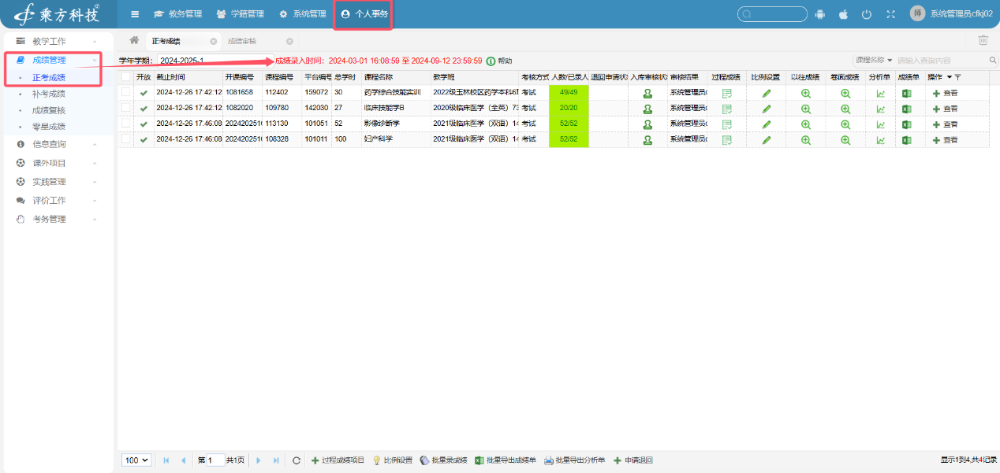 乘方科技
教务管理 学籍管理 系统管理 个人事务 师 系统管理员cfkj02
教学工作
成绩管理
正考成绩
补考成绩
成绩复核
零星成绩
信息查询
课外项目
实践管理
评价工作
考务管理
正考成绩 成绩审核
学年学期: 2024-2025-1 成绩录入时间: 2024-03-01 16:08:59 至 2024-09-12 23:59:59 帮助 课程名称 请输入查询内容
开放 截止时间 开课编号 课程编号 平台编号 总学时 课程名称 教学班 考核方式 人数/已录人 退回申请状 入库审核状 审核结果 过程成绩 比例设置 以往成绩 卷面成绩 分析单 成绩单 操作
2024-12-26 17:42:12 1081658 112402 159072 30 药学综合技能实训 2022级玉林校区药学本科6班 考试 49/49 系统管理员c 查看
2024-12-26 17:42:12 1082020 109780 142030 27 临床技能学B 2020级临床医学（全英）73 考试 20/20 系统管理员c 查看
2024-12-26 17:46:08 2024202510 113130 101051 52 影像诊断学 2021级临床医学（双语）14 考试 52/52 系统管理员c 查看
2024-12-26 17:46:08 2024202510 108328 101011 100 妇产科学 2021级临床医学（双语）14 考试 52/52 系统管理员c 查看
100 第 1 共1页 过程成绩项目 比例设置 批量录成绩 批量导出成绩单 批量导出分析单 申请退回 显示1到4,共4记录